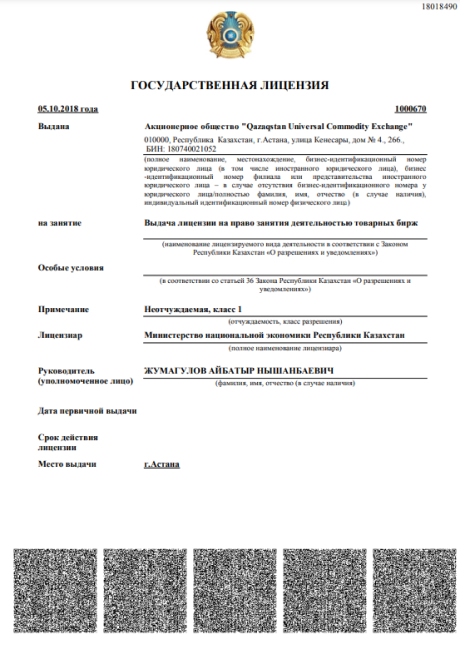 18018490
ГОСУДАРСТВЕННАЯ ЛИЦЕНЗИЯ
05.10.2018 года 1000670
Выдана Акционерное общество "Qazaqstan Universal Commodity Exchange"
010000, Республика Казахстан, г.Астана, улица Кенесары, дом № 4., 266.,
БИН: 180740021052
(полное наименование, местонахождение, бизнес-идентификационный номер
юридического лица (в том числе иностранного юридического лица), бизнес
-идентификационный номер филиала или представительства иностранного
юридического лица – в случае отсутствия бизнес-идентификационного номера у
юридического лица/полностью фамилия, имя, отчество (в случае наличия),
индивидуальный идентификационный номер физического лица)
на занятие Выдача лицензии на право занятия деятельностью товарных бирж
(наименование лицензируемого вида деятельности в соответствии с Законом
Республики Казахстан «О разрешениях и уведомлениях»)
Особые условия
(в соответствии со статьей 36 Закона Республики Казахстан «О разрешениях и
уведомлениях»)
Примечание Неотчуждаемая, класс 1
(отчуждаемость, класс разрешения)
Лицензиар Министерство национальной экономики Республики Казахстан
(полное наименование лицензиара)
Руководитель ЖУМАГУЛОВ АЙБАТЫР НЫШАНБАЕВИЧ
(уполномоченное лицо) (фамилия, имя, отчество (в случае наличия)
Дата первичной выдачи
Срок действия
лицензии
Место выдачи г.Астана